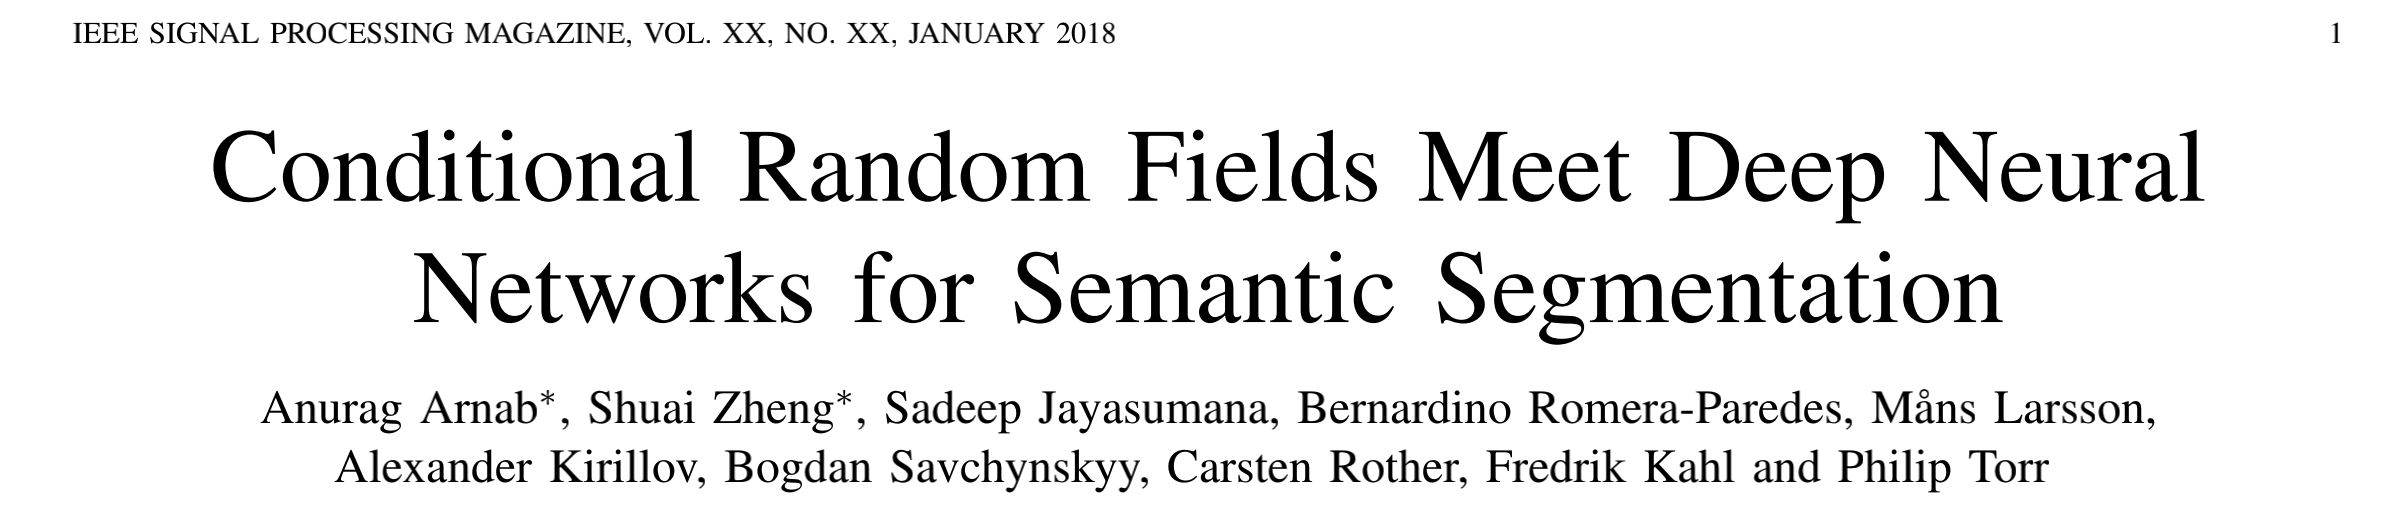 IEEE SIGNAL PROCESSING MAGAZINE, VOL. XX, NO. XX, JANUARY 2018 1
Conditional Random Fields Meet Deep Neural
Networks for Semantic Segmentation
Anurag Arnab*, Shuai Zheng*, Sadeep Jayasumana, Bernardino Romera-Paredes, Måns Larsson,
Alexander Kirillov, Bogdan Savchynskyy, Carsten Rother, Fredrik Kahl and Philip Torr